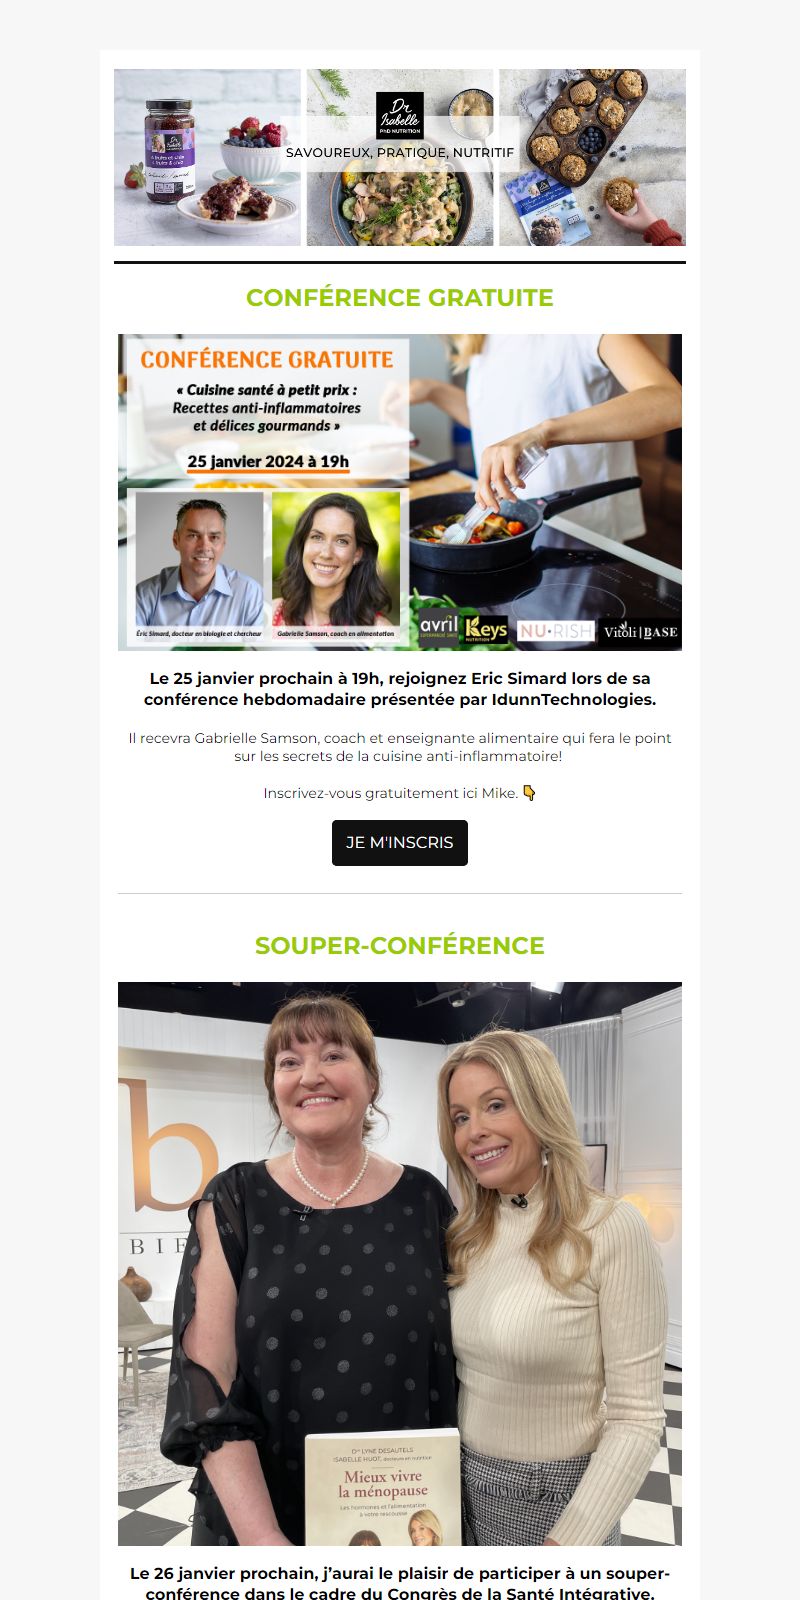 Dr
Isabelle
PhD NUTRITION
SAVOUREUX, PRATIQUE, NUTRITIF
CONFÉRENCE GRATUITE
CONFÉRENCE GRATUITE
« Cuisine santé à petit prix :
Recettes anti-inflammatoires
et délices gourmands »
25 janvier 2024 à 19h
Éric Simard, docteur en biologie et chercheur
Gabrielle Samson, coach en alimentation
avril
SUPERMARCHÉ SANTÉ
Keys
NUTRITION
NU·RISH
Vitoli | BASE
Le 25 janvier prochain à 19h, rejoignez Eric Simard lors de sa
conférence hebdomadaire présentée par IdunnTechnologies.
Il recevra Gabrielle Samson, coach et enseignante alimentaire qui fera le point
sur les secrets de la cuisine anti-inflammatoire!
Inscrivez-vous gratuitement ici Mike. 👇
JE M'INSCRIS
SOUPER-CONFÉRENCE
b
BIE
Dre LYNE DESAUTELS
ISABELLE HUOT, docteure en nutrition
Mieux vivre
la ménopause
Les hormones et l'alimentation
à votre rescousse
Le 26 janvier prochain, j'aurai le plaisir de participer à un souper-
conférence dans le cadre du Congrès de la Santé Intégrative.